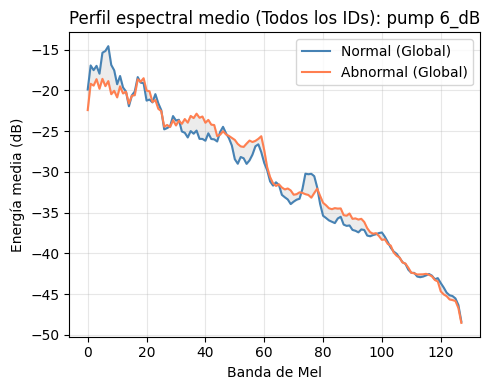 Perfil espectral medio (Todos los IDs): pump 6_dB
Normal (Global)
Abnormal (Global)
Energía media (dB)
−15
−20
−25
−30
−35
−40
−45
−50
0 20 40 60 80 100 120
Banda de Mel